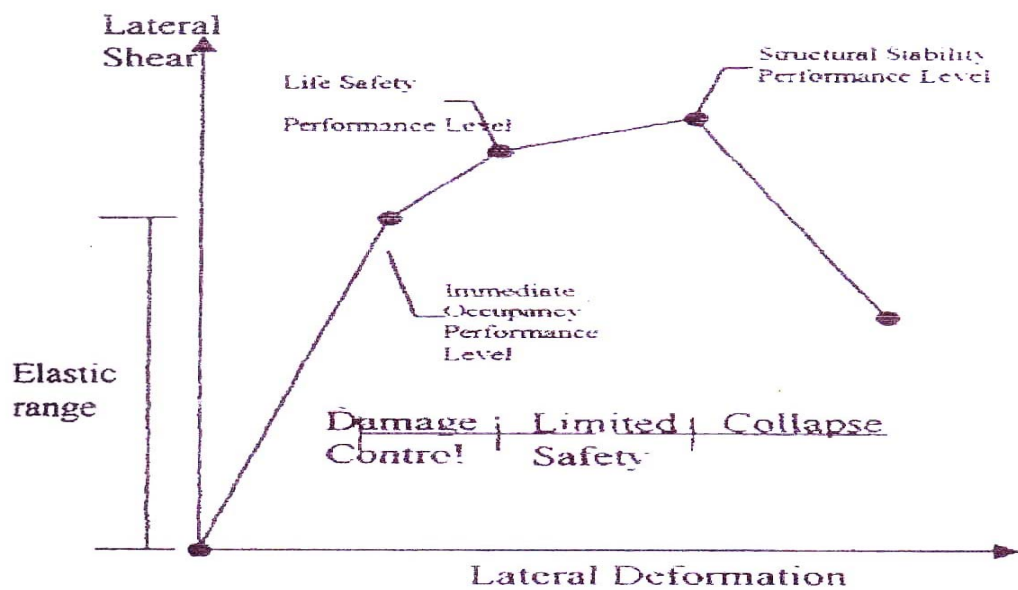 Lateral
Shear
Structural Stability
Performance Level
Life Safety
Performance Level
Immediate
Occupancy
Performance
Level
Elastic
range
Damage
Control
Limited
Safety
Collapse
Lateral Deformation